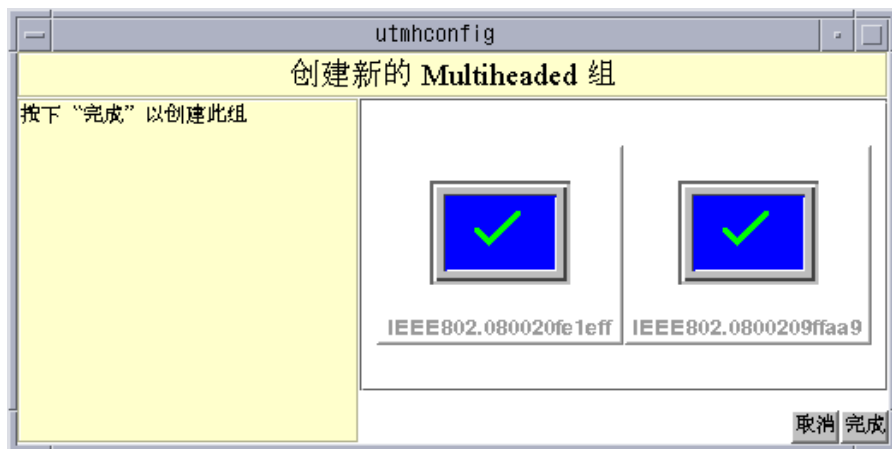 utmhconfig
创建新的 Multiheaded 组
按下 “完成” 以创建此组
IEEE802.080020fe1eff
IEEE802.0800209ffaa9
取消 完成